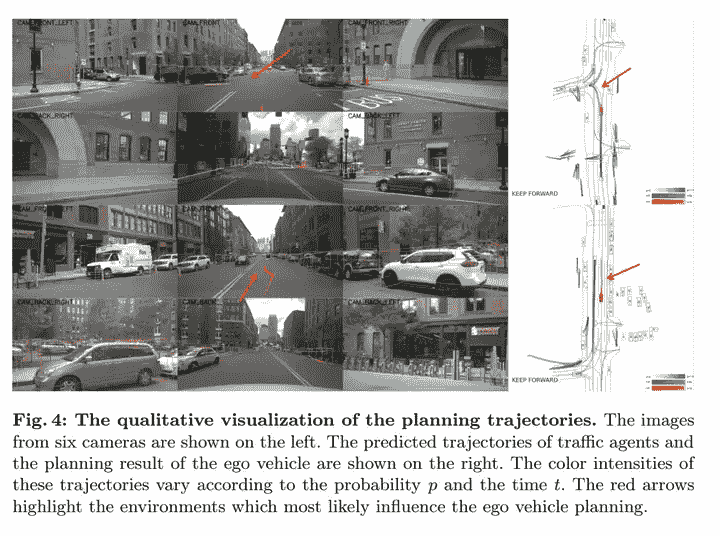 CAM_FRONT_LEFT
CAM_FRONT
CAM_FRONT_RIGHT
BUS
CAM_BACK_RIGHT
CAM_BACK
CAM_BACK_LEFT
KEEP FORWARD
CAM_FRONT_RIGHT
CAM_BACK_RIGHT
CAM_BACK
CAM_BACK_LEFT
KEEP FORWARD
Fig. 4: The qualitative visualization of the planning trajectories. The images
from six cameras are shown on the left. The predicted trajectories of traffic agents and
the planning result of the ego vehicle are shown on the right. The color intensities of
these trajectories vary according to the probability p and the time t. The red arrows
highlight the environments which most likely influence the ego vehicle planning.